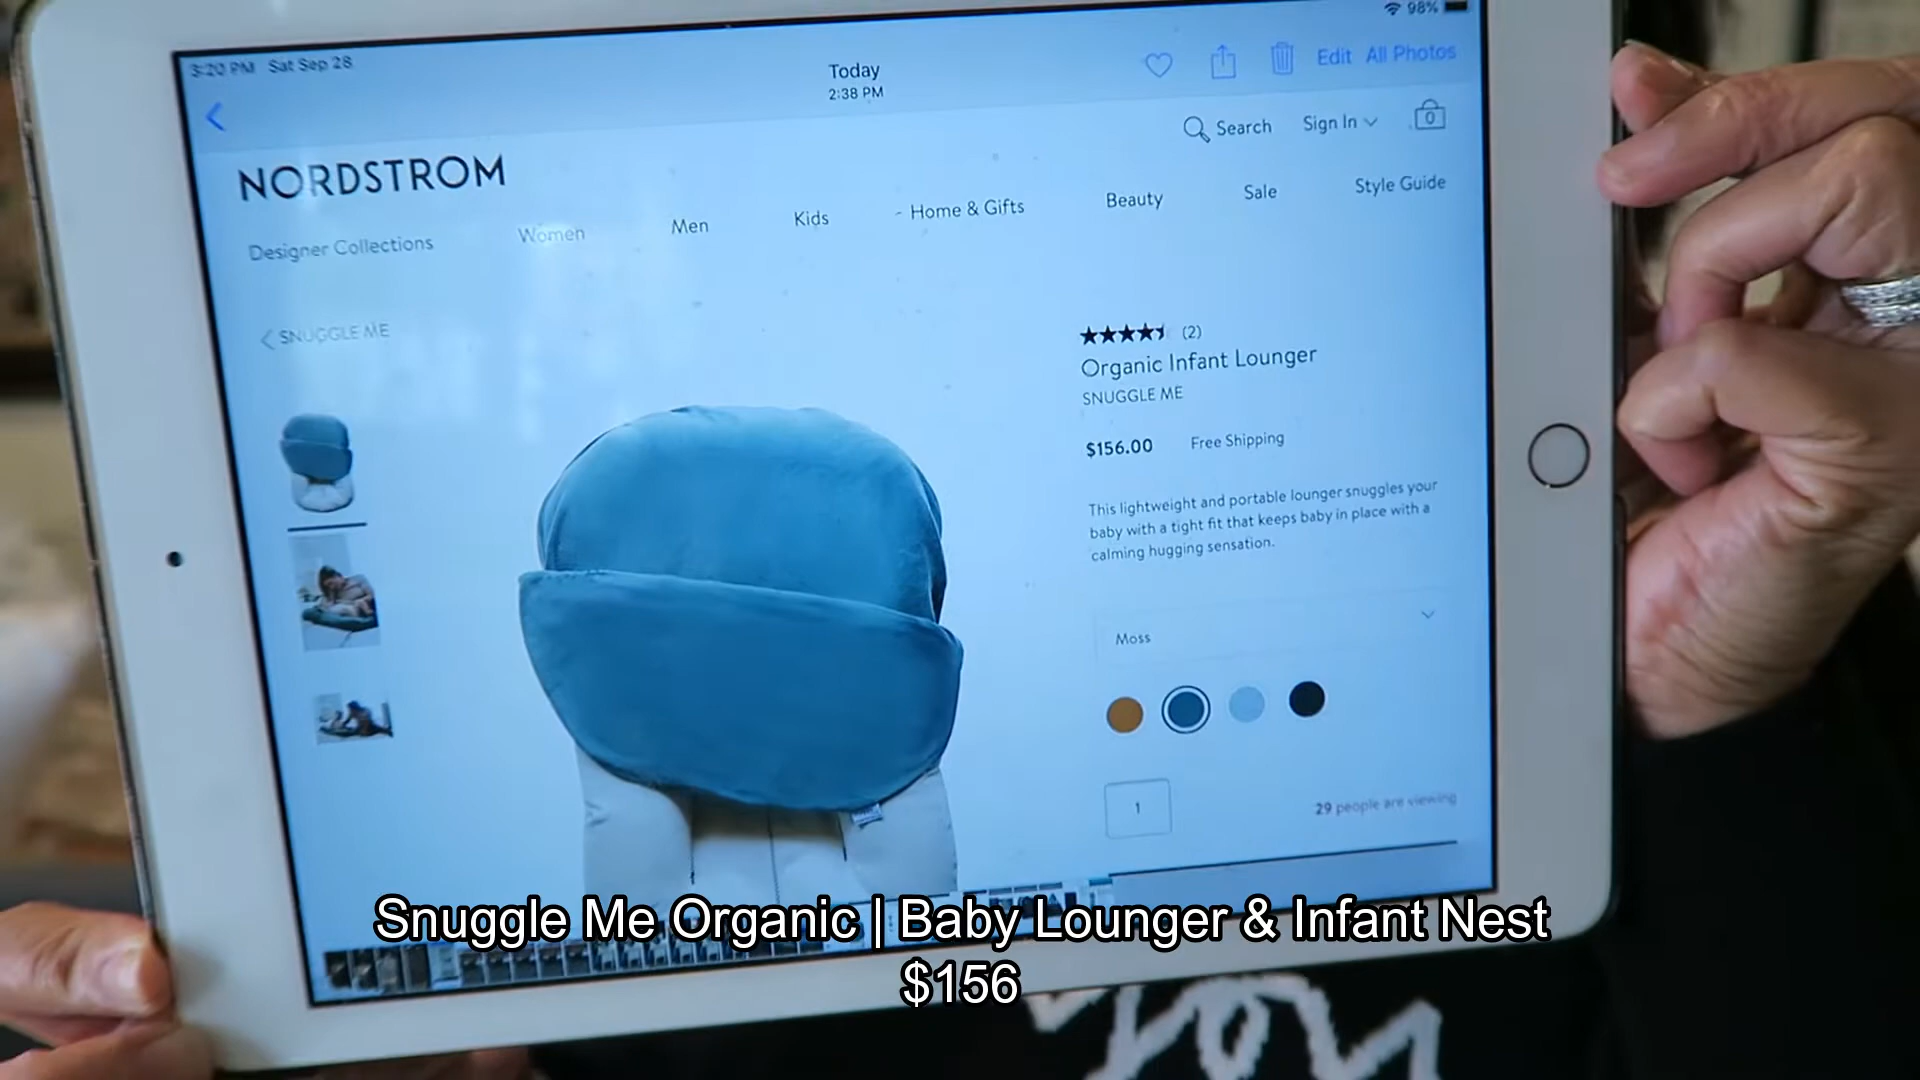 3:20 PM Sat Sep 28
98%
Today
2:38 PM
Edit All Photos
Search
Sign In
0
NORDSTROM
Designer Collections
Women
Men
Kids
Home & Gifts
Beauty
Sale
Style Guide
SNUGGLE ME
(2)
Organic Infant Lounger
SNUGGLE ME
$156.00
Free Shipping
This lightweight and portable lounger snuggles your
baby with a tight fit that keeps baby in place with a
calming hugging sensation.
Moss
1
29 people are viewing
Snuggle Me Organic | Baby Lounger & Infant Nest
$156
you